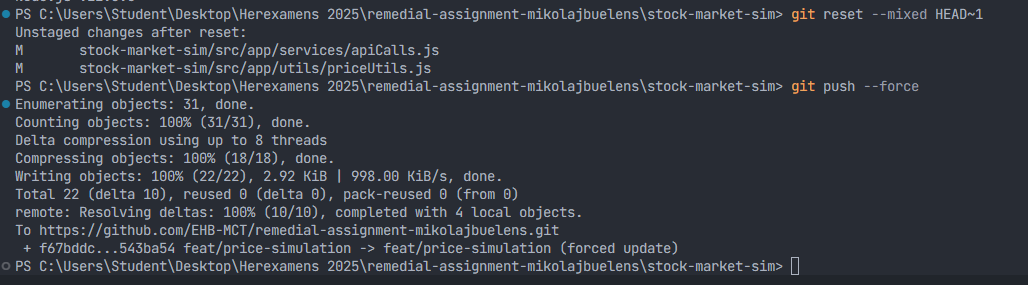 PS C:\Users\Student\Desktop\Herexamens 2025\remedial-assignment-mikolajbuelens\stock-market-sim> git reset --mixed HEAD~1
Unstaged changes after reset:
M       stock-market-sim/src/app/services/apiCalls.js
M       stock-market-sim/src/app/utils/priceUtils.js
PS C:\Users\Student\Desktop\Herexamens 2025\remedial-assignment-mikolajbuelens\stock-market-sim> git push --force
Enumerating objects: 31, done.
Counting objects: 100% (31/31), done.
Delta compression using up to 8 threads
Compressing objects: 100% (18/18), done.
Writing objects: 100% (22/22), 2.92 KiB | 998.00 KiB/s, done.
Total 22 (delta 10), reused 0 (delta 0), pack-reused 0 (from 0)
remote: Resolving deltas: 100% (10/10), completed with 4 local objects.
To https://github.com/EHB-MCT/remedial-assignment-mikolajbuelens.git
 + f67bddc...543ba54 feat/price-simulation -> feat/price-simulation (forced update)
PS C:\Users\Student\Desktop\Herexamens 2025\remedial-assignment-mikolajbuelens\stock-market-sim>